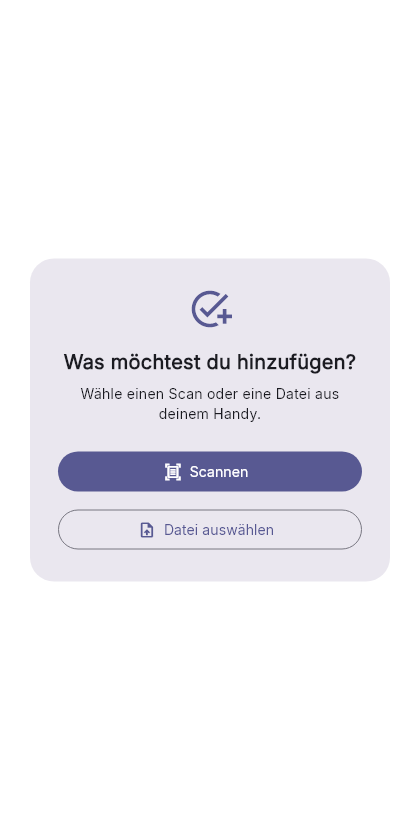 Was möchtest du hinzufügen?
Wähle einen Scan oder eine Datei aus
deinem Handy.
Scannen
Datei auswählen